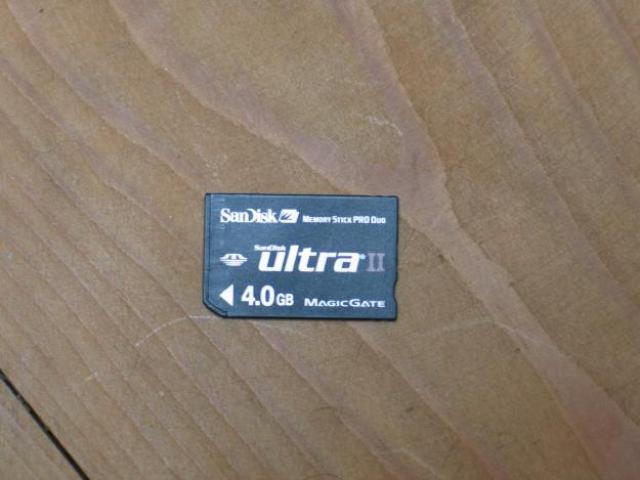 SanDisk MEMORY STICK PRO DUO
SanDisk
ultra II
4.0GB MAGICGATE